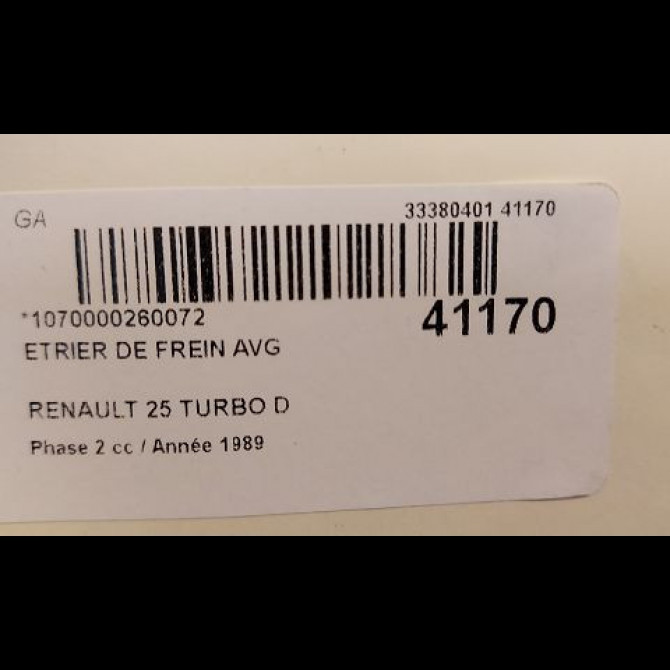 GA
33380401 41170
*1070000260072
41170
ETRIER DE FREIN AVG
RENAULT 25 TURBO D
Phase 2 cc / Année 1989